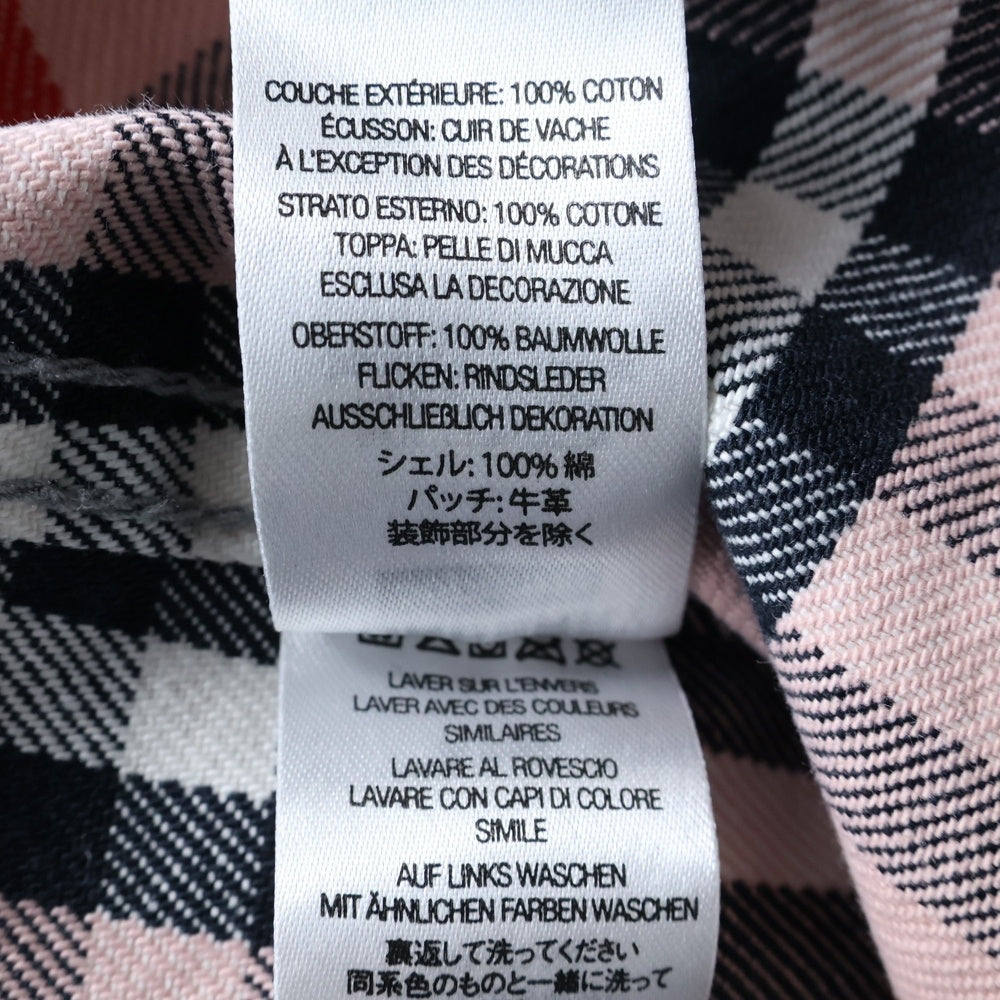 COUCHE EXTÉRIEURE: 100% COTON
ÉCUSSON: CUIR DE VACHE
À L'EXCEPTION DES DÉCORATIONS
STRATO ESTERNO: 100% COTONE
TOPPA: PELLE DI MUCCA
ESCLUSA LA DECORAZIONE
OBERSTOFF: 100% BAUMWOLLE
FLICKEN: RINDSLEDER
AUSSCHLIEßLICH DEKORATION
シェル: 100% 綿
パッチ: 牛革
装飾部分を除く
LAVER SUR L'ENVERS
LAVER AVEC DES COULEURS
SIMILAIRES
LAVARE AL ROVESCIO
LAVARE CON CAPI DI COLORE
SIMILE
AUF LINKS WASCHEN
MIT ÄHNLICHEN FARBEN WASCHEN
裏返して洗ってください
同系色のものと一緒に洗って